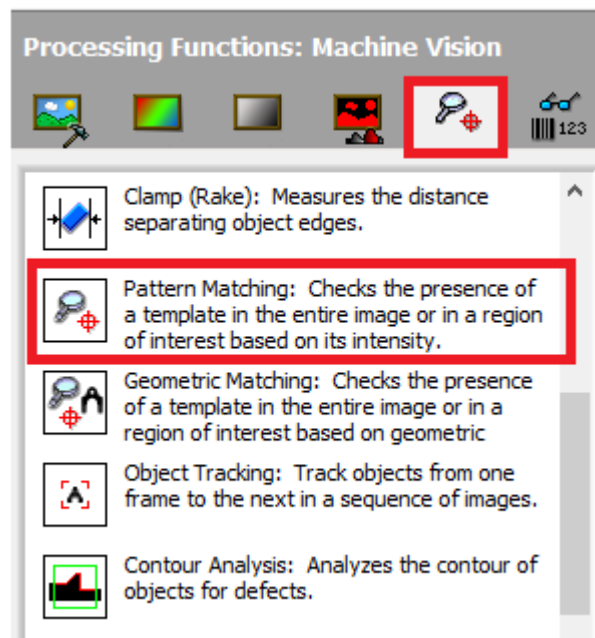 Processing Functions: Machine Vision
123
Clamp (Rake): Measures the distance
separating object edges.
Pattern Matching: Checks the presence of
a template in the entire image or in a region
of interest based on its intensity.
Geometric Matching: Checks the presence
of a template in the entire image or in a
region of interest based on geometric
Object Tracking: Track objects from one
frame to the next in a sequence of images.
Contour Analysis: Analyzes the contour of
objects for defects.